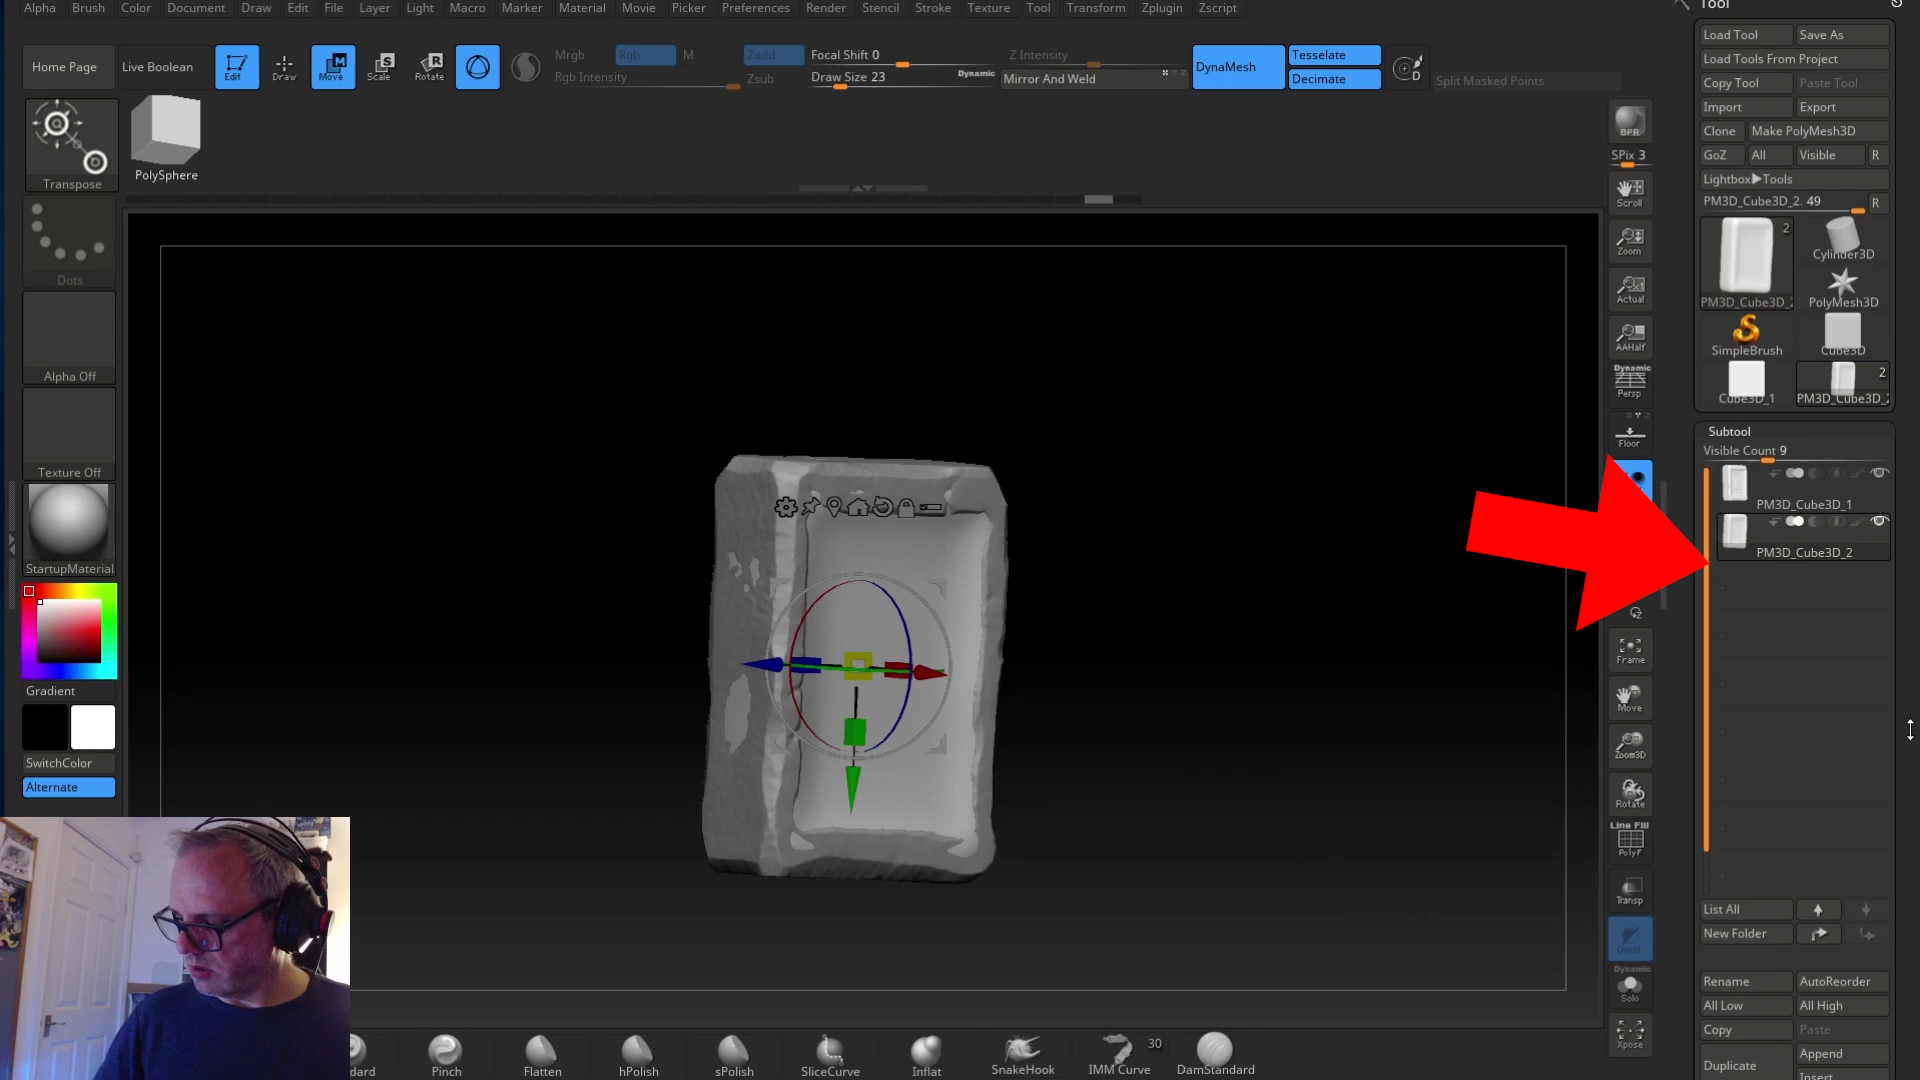 Alpha Brush Color Document Draw Edit File Layer Light Macro Marker Material Movie Picker Preferences Render Stencil Stroke Texture Tool Transform Zplugin Zscript
Tool
Home Page
Live Boolean
Edit
Draw
Move
Scale
Rotate
Mrgb
Rgb
M
Zadd
Rgb Intensity
Zsub
Focal Shift 0
Draw Size 23
Dynamic
Z Intensity
Mirror And Weld
DynaMesh
Tesselate
Decimate
Split Masked Points
Transpose
PolySphere
Dots
Alpha Off
Texture Off
StartupMaterial
Gradient
SwitchColor
Alternate
BPR
SPix 3
Scroll
Zoom
Actual
AAHalf
Dynamic
Persp
Floor
Frame
Move
Zoom3D
Rotate
Line Fill
PolyF
Transp
Ghost
Dynamic
Solo
Xpose
Load Tool
Save As
Load Tools From Project
Copy Tool
Paste Tool
Import
Export
Clone
Make PolyMesh3D
GoZ
All
Visible
R
Lightbox▶Tools
PM3D_Cube3D_2. 49
R
2
PM3D_Cube3D_2
Cylinder3D
PolyMesh3D
SimpleBrush
Cube3D
Cube3D_1
2
PM3D_Cube3D_2
Subtool
Visible Count 9
PM3D_Cube3D_1
PM3D_Cube3D_2
List All
New Folder
Rename
AutoReorder
All Low
All High
Copy
Paste
Duplicate
Append
Insert
dard
Pinch
Flatten
hPolish
sPolish
SliceCurve
Inflat
SnakeHook
IMM Curve
30
DamStandard